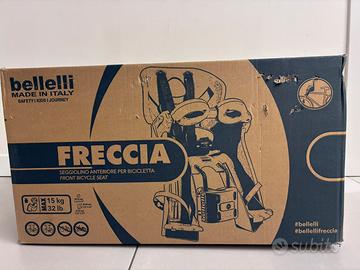 bellelli
MADE IN ITALY
SAFETY | KIDS | JOURNEY
FRECCIA
SEGGIOLINO ANTERIORE PER BICICLETTA
FRONT BICYCLE SEAT
MAX
15 kg
32 lb
#bellelli
#bellellifreccia
subito